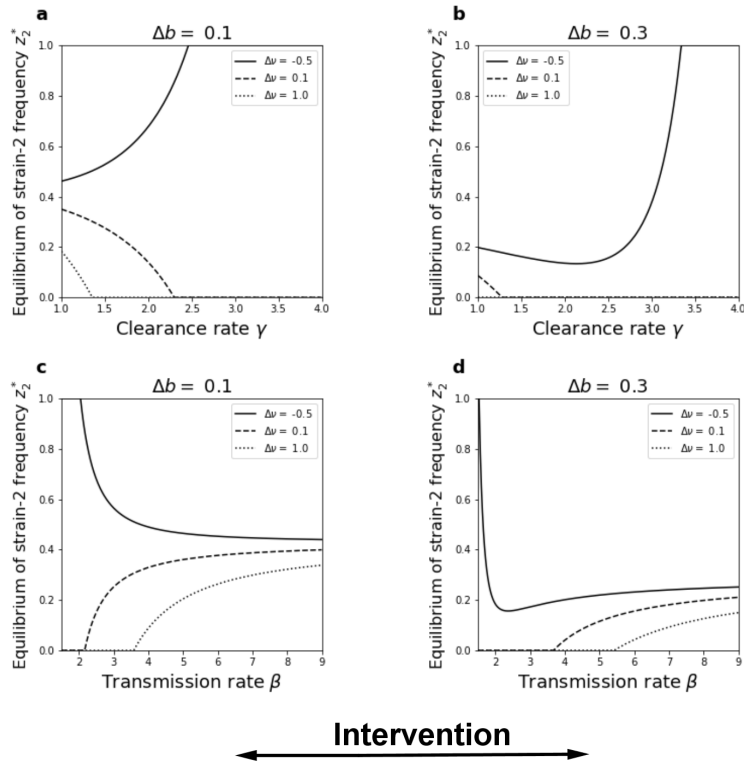 a
Δb = 0.1
Equilibrium of strain-2 frequency z₂*
1.0
0.8
0.6
0.4
0.2
0.0
Δν = -0.5
Δν = 0.1
Δν = 1.0
1.0 1.5 2.0 2.5 3.0 3.5 4.0
Clearance rate γ
b
Δb = 0.3
Equilibrium of strain-2 frequency z₂*
1.0
0.8
0.6
0.4
0.2
0.0
Δν = -0.5
Δν = 0.1
Δν = 1.0
1.0 1.5 2.0 2.5 3.0 3.5 4.0
Clearance rate γ
c
Δb = 0.1
Equilibrium of strain-2 frequency z₂*
1.0
0.8
0.6
0.4
0.2
0.0
Δν = -0.5
Δν = 0.1
Δν = 1.0
2 3 4 5 6 7 8 9
Transmission rate β
d
Δb = 0.3
Equilibrium of strain-2 frequency z₂*
1.0
0.8
0.6
0.4
0.2
0.0
Δν = -0.5
Δν = 0.1
Δν = 1.0
2 3 4 5 6 7 8 9
Transmission rate β
Intervention